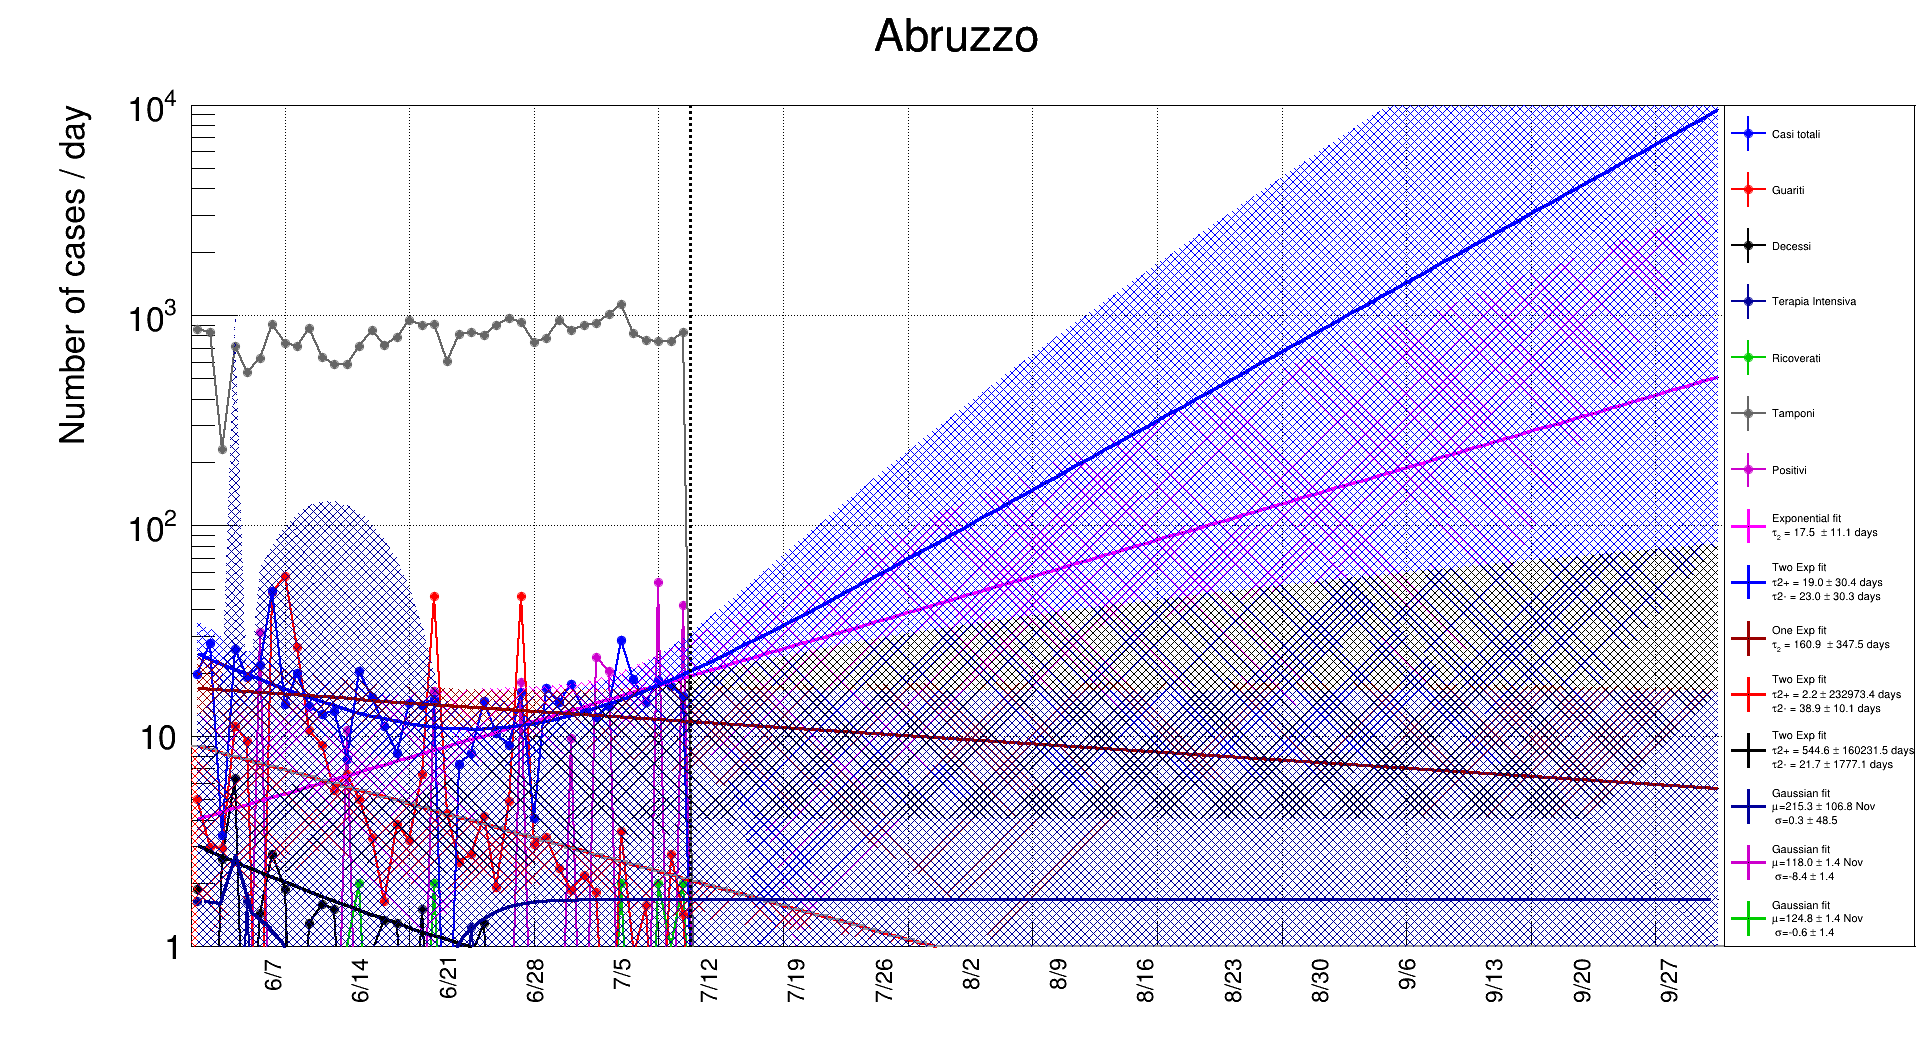 Abruzzo
Number of cases / day
10^4
10^3
10^2
10
1
6/7
6/14
6/21
6/28
7/5
7/12
7/19
7/26
8/2
8/9
8/16
8/23
8/30
9/6
9/13
9/20
9/27
Casi totali
Guariti
Decessi
Terapia Intensiva
Ricoverati
Tamponi
Positivi
Exponential fit
τ₂ = 17.5 ± 11.1 days
Two Exp fit
τ2+ = 19.0 ± 30.4 days
τ2- = 23.0 ± 30.3 days
One Exp fit
τ₂ = 160.9 ± 347.5 days
Two Exp fit
τ2+ = 2.2 ± 232973.4 days
τ2- = 38.9 ± 10.1 days
Two Exp fit
τ2+ = 544.6 ± 160231.5 days
τ2- = 21.7 ± 1777.1 days
Gaussian fit
μ=215.3 ± 106.8 Nov
σ=0.3 ± 48.5
Gaussian fit
μ=118.0 ± 1.4 Nov
σ=-8.4 ± 1.4
Gaussian fit
μ=124.8 ± 1.4 Nov
σ=-0.6 ± 1.4